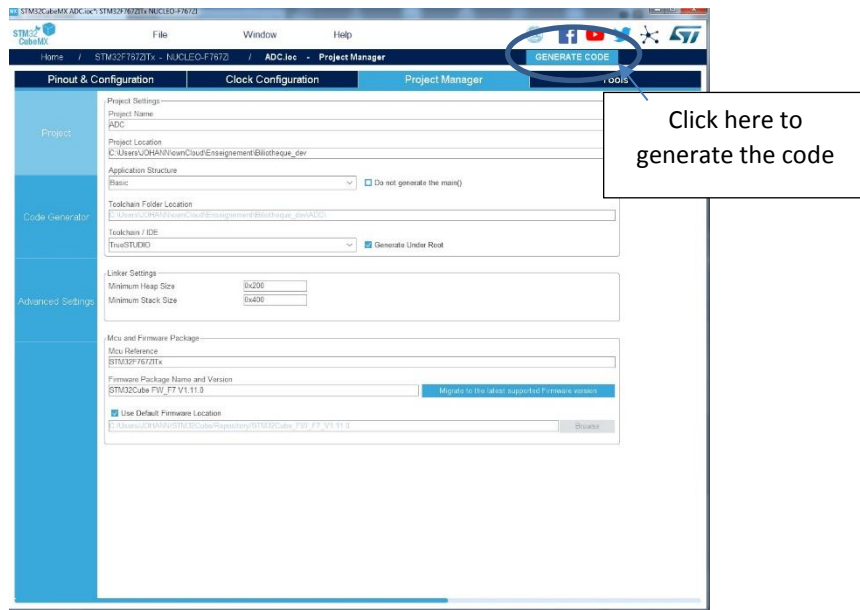 STM32CubeMX ADC.ioc*: STM32F767ZITx NUCLEO-F767ZI
STM32 CubeMX
File Window Help
Home / STM32F767ZITx - NUCLEO-F767ZI / ADC.ioc - Project Manager GENERATE CODE
Pinout & Configuration Clock Configuration Project Manager Tools
Click here to
generate the code
Project
Code Generator
Advanced Settings
Project Settings
Project Name
ADC
Project Location
C:\Users\JOHANN\ownCloud\Enseignement\Biliotheque_dev
Application Structure
Basic Do not generate the main()
Toolchain Folder Location
C:\Users\JOHANN\ownCloud\Enseignement\Biliotheque_dev\ADC\
Toolchain / IDE
TrueSTUDIO Generate Under Root
Linker Settings
Minimum Heap Size 0x200
Minimum Stack Size 0x400
Mcu and Firmware Package
Mcu Reference
STM32F767ZITx
Firmware Package Name and Version
STM32Cube FW_F7 V1.11.0 Migrate to the latest supported Firmware version
Use Default Firmware Location
C:/Users/JOHANN/STM32Cube/Repository/STM32Cube_FW_F7_V1.11.0 Browse